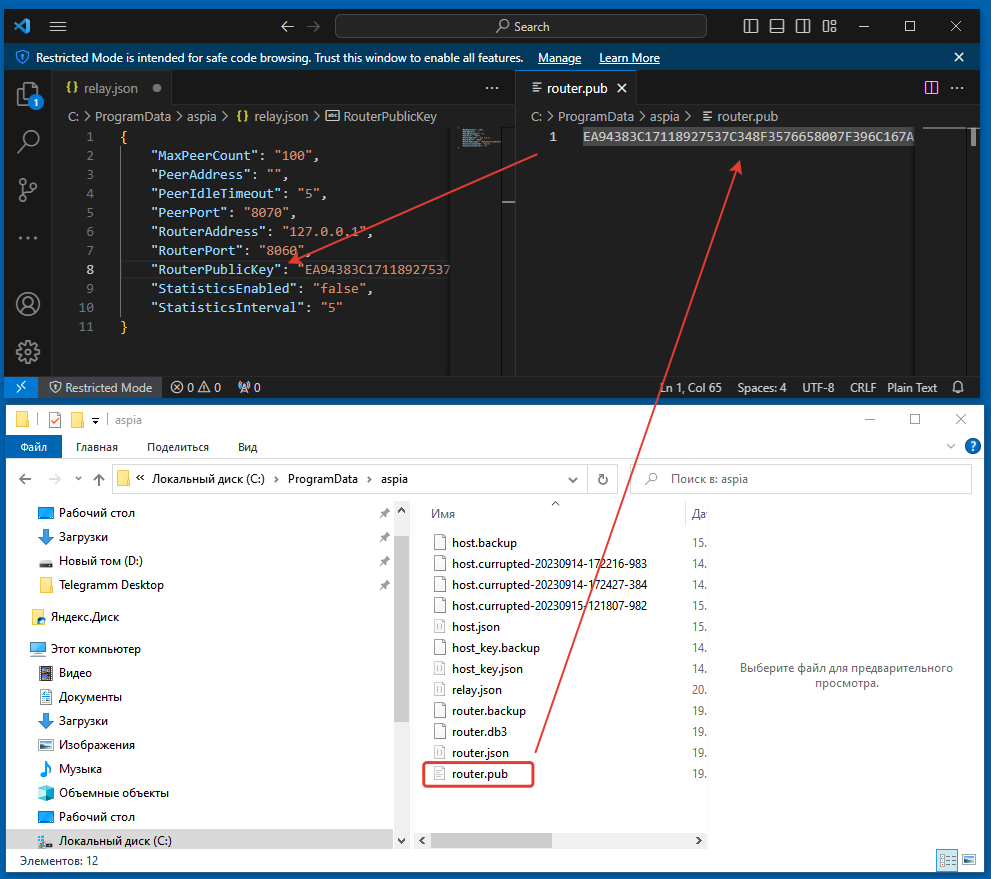 Search
Restricted Mode is intended for safe code browsing. Trust this window to enable all features. Manage Learn More
1
relay.json
C: > ProgramData > aspia > {} relay.json > RouterPublicKey
1 {
2 "MaxPeerCount": "100",
3 "PeerAddress": "",
4 "PeerIdleTimeout": "5",
5 "PeerPort": "8070",
6 "RouterAddress": "127.0.0.1",
7 "RouterPort": "8060",
8 "RouterPublicKey": "EA94383C17118927537
9 "StatisticsEnabled": "false",
10 "StatisticsInterval": "5"
11 }
router.pub
C: > ProgramData > aspia > router.pub
1 EA94383C17118927537C348F3576658007F396C167A
Restricted Mode 0 0 0 Ln 1, Col 65 Spaces: 4 UTF-8 CRLF Plain Text
aspia
Файл Главная Поделиться Вид
« Локальный диск (C:) > ProgramData > aspia
Поиск в: aspia
Рабочий стол
Загрузки
Новый том (D:)
Telegramm Desktop
Яндекс.Диск
Этот компьютер
Видео
Документы
Загрузки
Изображения
Музыка
Объемные объекты
Рабочий стол
Локальный диск (C:)
Имя Да
host.backup 15.
host.currupted-20230914-172216-983 14.
host.currupted-20230914-172427-384 14.
host.currupted-20230915-121807-982 15.
host.json 15.
host_key.backup 14.
host_key.json 14.
relay.json 20.
router.backup 19.
router.db3 19.
router.json 19.
router.pub 19.
Выберите файл для предварительного
просмотра.
Элементов: 12